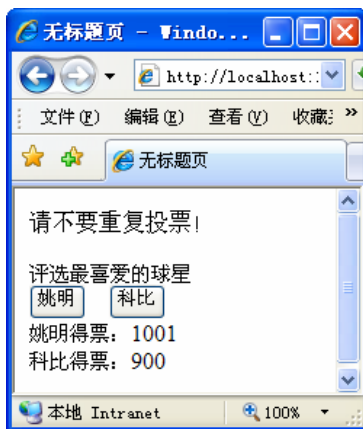 无标题页 - Windo...
http://localhost::
文件(F) 编辑(E) 查看(V) 收藏 »
无标题页
请不要重复投票!
评选最喜爱的球星
姚明 科比
姚明得票：1001
科比得票：900
本地 Intranet 100%